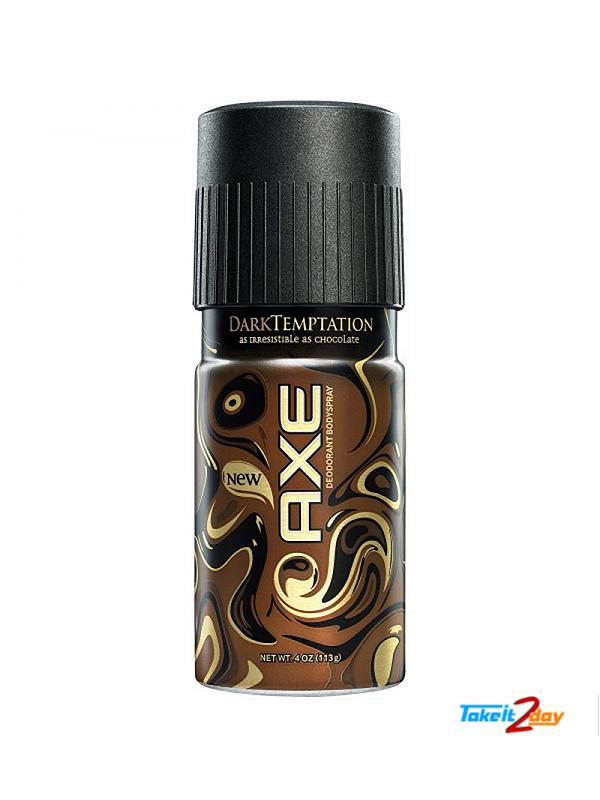 DARKTEMPTATION
AS IRRESISTIBLE AS CHOCOLATE
AXE
DEODORANT BODYSPRAY
NEW
NET WT. 4 OZ (113g)
TakeIt2day